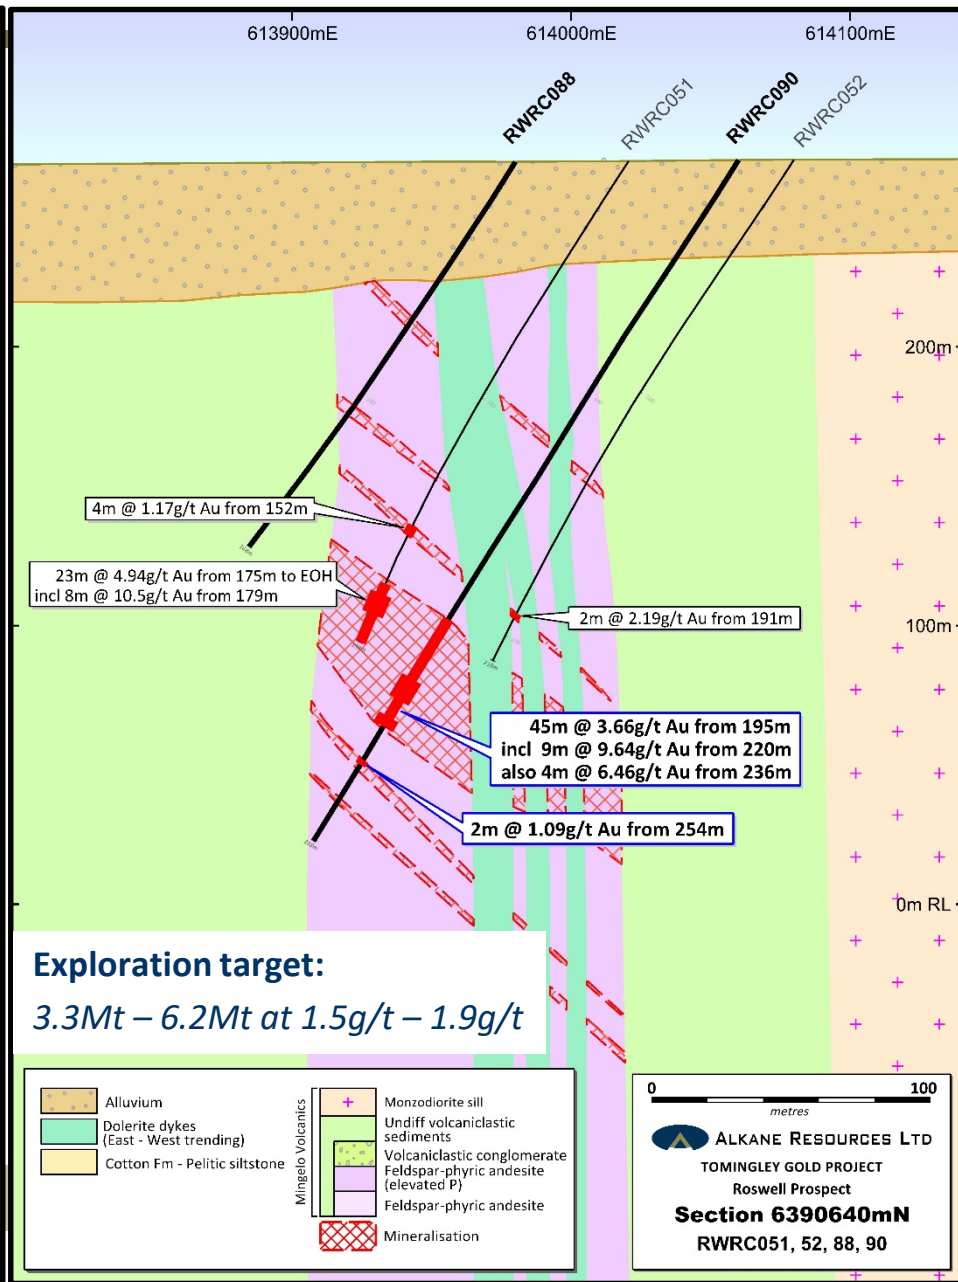 613900mE
614000mE
614100mE
RWRC088
RWRC051
RWRC090
RWRC052
200m
4m @ 1.17g/t Au from 152m
23m @ 4.94g/t Au from 175m to EOH
incl 8m @ 10.5g/t Au from 179m
2m @ 2.19g/t Au from 191m
100m
45m @ 3.66g/t Au from 195m
incl 9m @ 9.64g/t Au from 220m
also 4m @ 6.46g/t Au from 236m
2m @ 1.09g/t Au from 254m
0m RL
Exploration target:
3.3Mt – 6.2Mt at 1.5g/t – 1.9g/t
Alluvium
Dolerite dykes
(East - West trending)
Cotton Fm - Pelitic siltstone
Mingelo Volcanics
Monzodiorite sill
Undiff volcaniclastic
sediments
Volcaniclastic conglomerate
Feldspar-phyric andesite
(elevated P)
Feldspar-phyric andesite
Mineralisation
0 100
metres
ALKANE RESOURCES LTD
TOMINGLEY GOLD PROJECT
Roswell Prospect
Section 6390640mN
RWRC051, 52, 88, 90